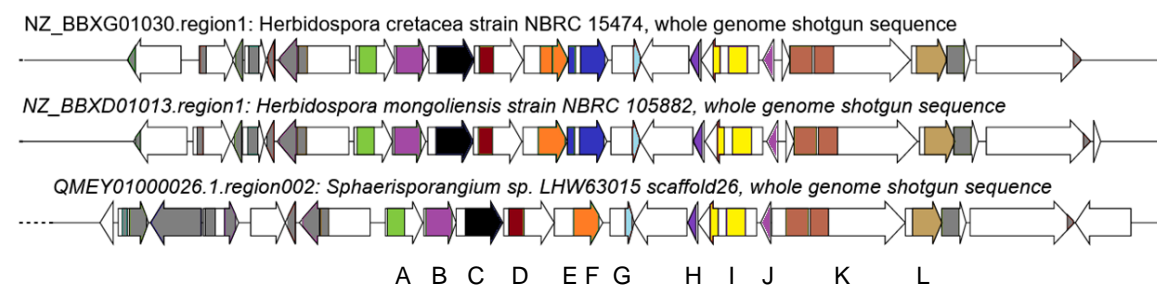 NZ_BBXG01030.region1: Herbidospora cretacea strain NBRC 15474, whole genome shotgun sequence
NZ_BBXD01013.region1: Herbidospora mongoliensis strain NBRC 105882, whole genome shotgun sequence
QMEY01000026.1.region002: Sphaerisporangium sp. LHW63015 scaffold26, whole genome shotgun sequence
A B C D E F G H I J K L